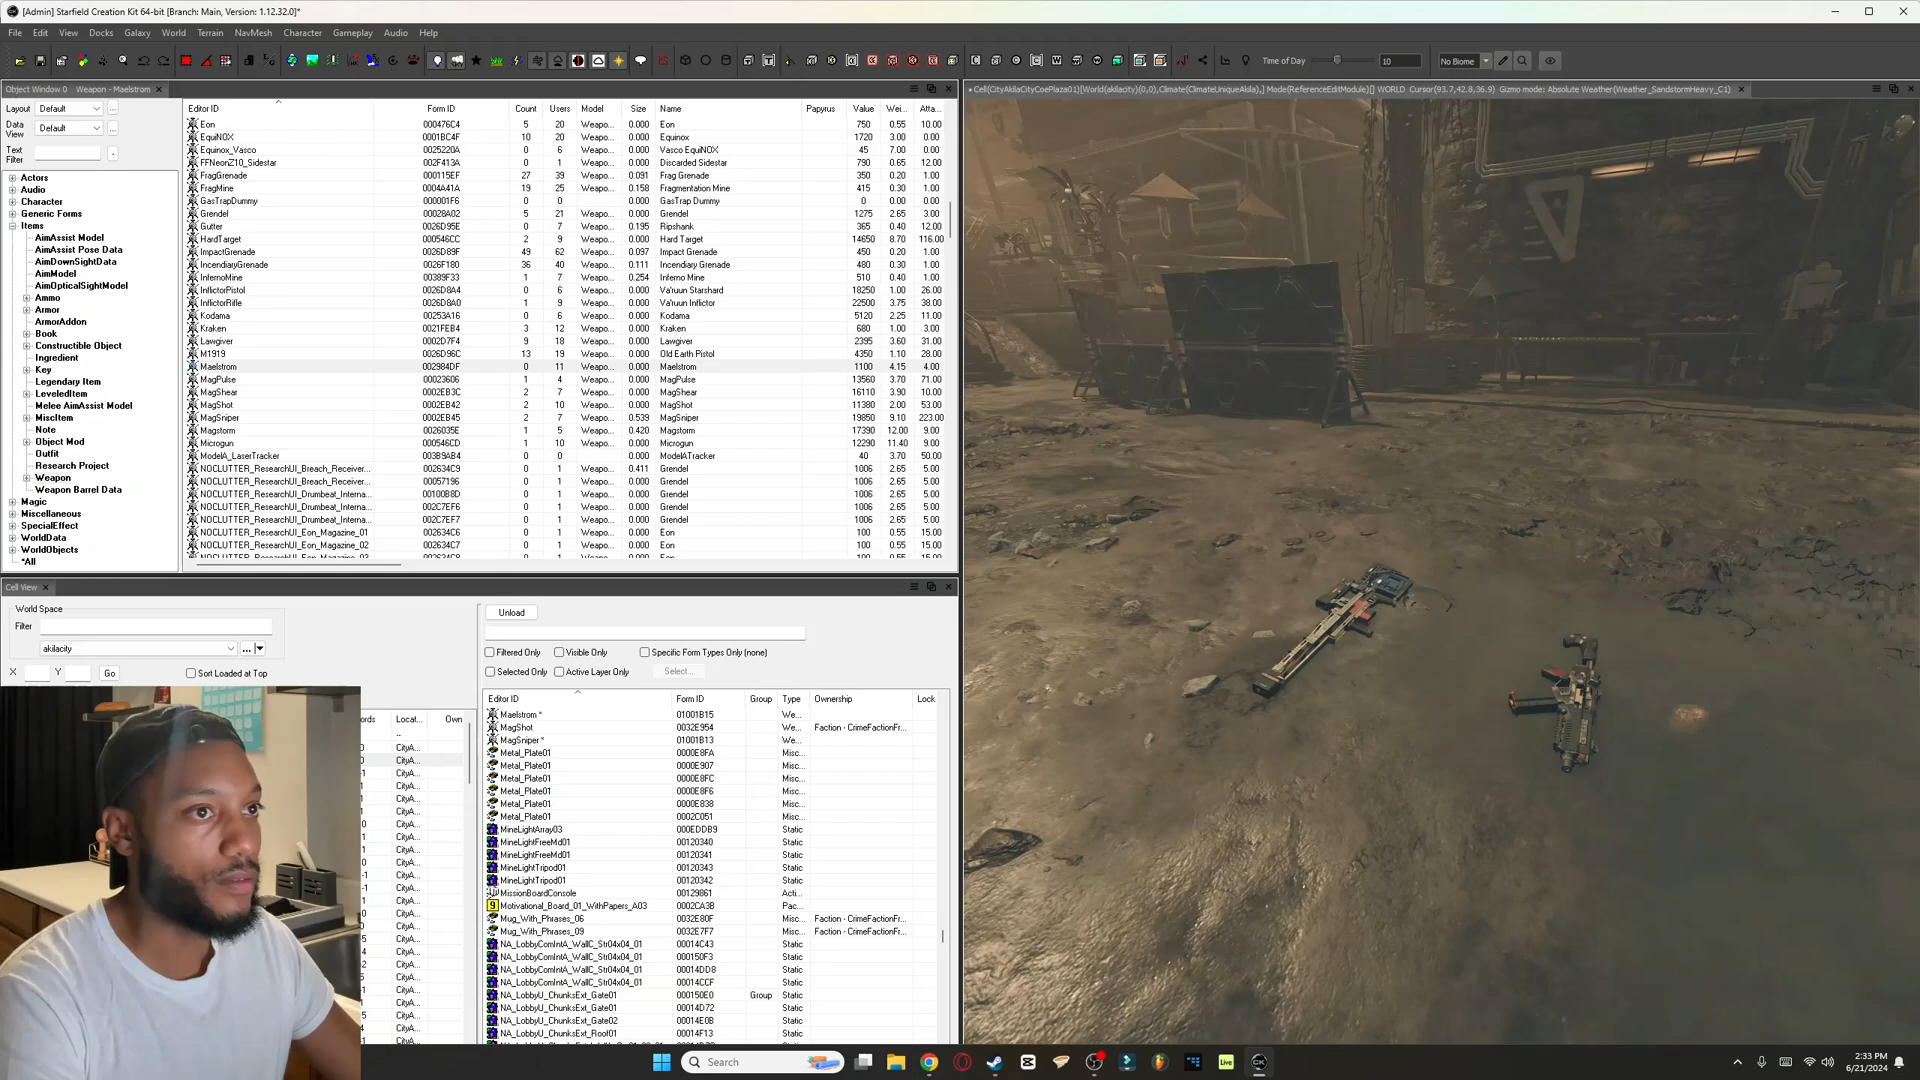 [Admin] Starfield Creation Kit 64-bit [Branch: Main, Version: 1.12.32.0]*
File Edit View Docks Galaxy World Terrain NavMesh Character Gameplay Audio Help
Time of Day 10 No Biome
Object Window 0 Weapon - Maelstrom
Cell(CityAkilaCityCoePlaza01)[World(akilacity)(0,0),Climate(ClimateUniqueAkila),] Mode(ReferenceEditModule)[] WORLD Cursor(93.7,42.8,36.9) Gizmo mode: Absolute Weather(Weather_SandstormHeavy_C1)
Layout Default ...
Data View Default ...
Text Filter
Actors
Audio
Character
Generic Forms
Items
AimAssist Model
AimAssist Pose Data
AimDownSightData
AimModel
AimOpticalSightModel
Ammo
Armor
ArmorAddon
Book
Constructible Object
Ingredient
Key
Legendary Item
LeveledItem
Melee AimAssist Model
MiscItem
Note
Object Mod
Outfit
Research Project
Weapon
Weapon Barrel Data
Magic
Miscellaneous
SpecialEffect
WorldData
WorldObjects
*All
Editor ID Form ID Count Users Model Size Name Papyrus Value Wei... Atta...
Eon 000476C4 5 20 Weapo... 0.000 Eon 750 0.55 10.00
EquiNOX 0001BC4F 10 20 Weapo... 0.000 Equinox 1720 3.00 0.00
Equinox_Vasco 0025220A 0 6 Weapo... 0.000 Vasco EquiNOX 45 7.00 0.00
FFNeonZ10_Sidestar 002F413A 0 1 Weapo... 0.000 Discarded Sidestar 790 0.65 12.00
FragGrenade 000115EF 27 39 Weapo... 0.091 Frag Grenade 350 0.20 1.00
FragMine 0004A41A 19 25 Weapo... 0.158 Fragmentation Mine 415 0.30 1.00
GasTrapDummy 000001F6 0 0 0.000 GasTrap Dummy 0 0.00 0.00
Grendel 00028A02 5 21 Weapo... 0.000 Grendel 1275 2.65 3.00
Gutter 0026D95E 0 7 Weapo... 0.195 Ripshank 365 0.40 12.00
HardTarget 000546CC 2 9 Weapo... 0.000 Hard Target 14650 8.70 116.00
ImpactGrenade 0026D89F 49 62 Weapo... 0.097 Impact Grenade 450 0.20 1.00
IncendiaryGrenade 0026F180 36 40 Weapo... 0.111 Incendiary Grenade 480 0.30 1.00
InfernoMine 00389F33 1 7 Weapo... 0.254 Inferno Mine 510 0.40 1.00
InflictorPistol 0026D8A4 0 6 Weapo... 0.000 Va'ruun Starshard 18250 1.00 26.00
InflictorRifle 0026D8A0 1 9 Weapo... 0.000 Va'ruun Inflictor 22500 3.75 38.00
Kodama 00253A16 0 6 Weapo... 0.000 Kodama 5120 2.25 11.00
Kraken 0021FEB4 3 12 Weapo... 0.000 Kraken 680 1.00 3.00
Lawgiver 0002D7F4 9 18 Weapo... 0.000 Lawgiver 2395 3.60 31.00
M1919 0026D96C 13 19 Weapo... 0.000 Old Earth Pistol 4350 1.10 28.00
Maelstrom 002984DF 0 11 Weapo... 0.000 Maelstrom 1100 4.15 4.00
MagPulse 00023606 1 4 Weapo... 0.000 MagPulse 13560 3.70 71.00
MagShear 0002EB3C 2 7 Weapo... 0.000 MagShear 16110 3.90 10.00
MagShot 0002EB42 2 10 Weapo... 0.000 MagShot 11380 2.00 53.00
MagSniper 0002EB45 2 7 Weapo... 0.539 MagSniper 19850 9.10 223.00
Magstorm 0026035E 1 5 Weapo... 0.420 Magstorm 17390 12.00 9.00
Microgun 000546CD 1 10 Weapo... 0.000 Microgun 12290 11.40 13.00
ModelA_LaserTracker 003B9AB4 0 0 0.000 ModelATracker 40 3.70 50.00
NOCLUTTER_ResearchUI_Breach_Receiver... 002634C9 0 1 Weapo... 0.411 Grendel 1006 2.65 5.00
NOCLUTTER_ResearchUI_Breach_Receiver... 00057196 0 1 Weapo... 0.000 Grendel 1006 2.65 5.00
NOCLUTTER_ResearchUI_Drumbeat_Interna... 00100B8D 0 1 Weapo... 0.000 Grendel 1006 2.65 5.00
NOCLUTTER_ResearchUI_Drumbeat_Interna... 002C7EF6 0 1 Weapo... 0.000 Grendel 1006 2.65 5.00
NOCLUTTER_ResearchUI_Drumbeat_Interna... 002C7EF7 0 1 Weapo... 0.000 Grendel 1006 2.65 5.00
NOCLUTTER_ResearchUI_Eon_Magazine_01 002634C6 0 1 Weapo... 0.000 Eon 100 0.55 15.00
NOCLUTTER_ResearchUI_Eon_Magazine_02 002634C7 0 1 Weapo... 0.000 Eon 100 0.55 15.00
Cell View
World Space
Filter
akilacity ...
X Y Go Sort Loaded at Top
Locat... Own
CityA...
Unload
Filtered Only Visible Only Specific Form Types Only (none)
Selected Only Active Layer Only Select...
Editor ID Form ID Group Type Ownership Lock
Maelstrom * 01001B15 We...
MagShot 0032E954 We... Faction - CrimeFactionFr...
MagSniper * 01001B13 We...
Metal_Plate01 0000E8FA Misc...
Metal_Plate01 0000E907 Misc...
Metal_Plate01 0000E8FC Misc...
Metal_Plate01 0000E8F6 Misc...
Metal_Plate01 0000E838 Misc...
Metal_Plate01 0002C051 Misc...
MineLightArray03 000EDDB9 Static
MineLightFreeMd01 00120340 Static
MineLightFreeMd01 00120341 Static
MineLightTripod01 00120343 Static
MineLightTripod01 00120342 Static
MissionBoardConsole 00129861 Acti...
Motivational_Board_01_WithPapers_A03 0002CA3B Pac...
Mug_With_Phrases_06 0032E80F Misc... Faction - CrimeFactionFr...
Mug_With_Phrases_09 0032E7F7 Misc... Faction - CrimeFactionFr...
NA_LobbyComIntA_WallC_Str04x04_01 00014C43 Static
NA_LobbyComIntA_WallC_Str04x04_01 000150F3 Static
NA_LobbyComIntA_WallC_Str04x04_01 00014DD8 Static
NA_LobbyComIntA_WallC_Str04x04_01 00014CCF Static
NA_LobbyU_ChunksExt_Gate01 000150E0 Group Static
NA_LobbyU_ChunksExt_Gate01 00014D72 Static
NA_LobbyU_ChunksExt_Gate02 00014E0B Static
NA_LobbyU_ChunksExt_Roof01 00014F13 Static
Search
2:33 PM
6/21/2024